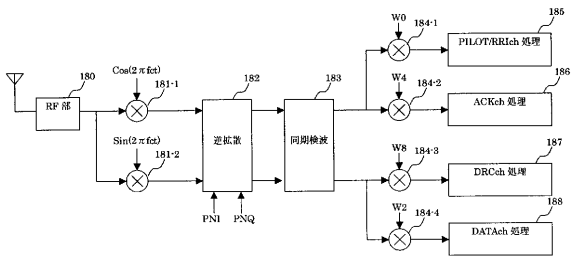 W0
184-1
185
PILOT/RRIch 処理
180
RF 部
Cos(2πfct)
181-1
182
逆拡散
183
同期検波
W4
184-2
186
ACKch 処理
Sin(2πfct)
181-2
W8
184-3
187
DRCch 処理
PNI
PNQ
W2
184-4
188
DATAch 処理